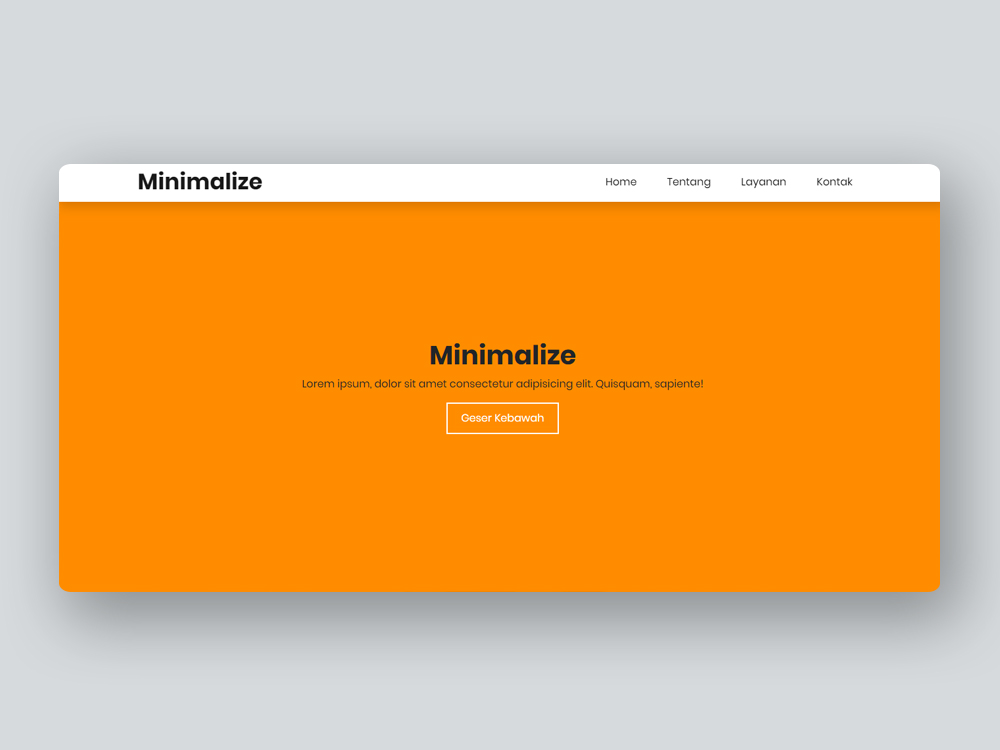 Minimalize
Home Tentang Layanan Kontak
Minimalize
Lorem ipsum, dolor sit amet consectetur adipisicing elit. Quisquam, sapiente!
Geser Kebawah